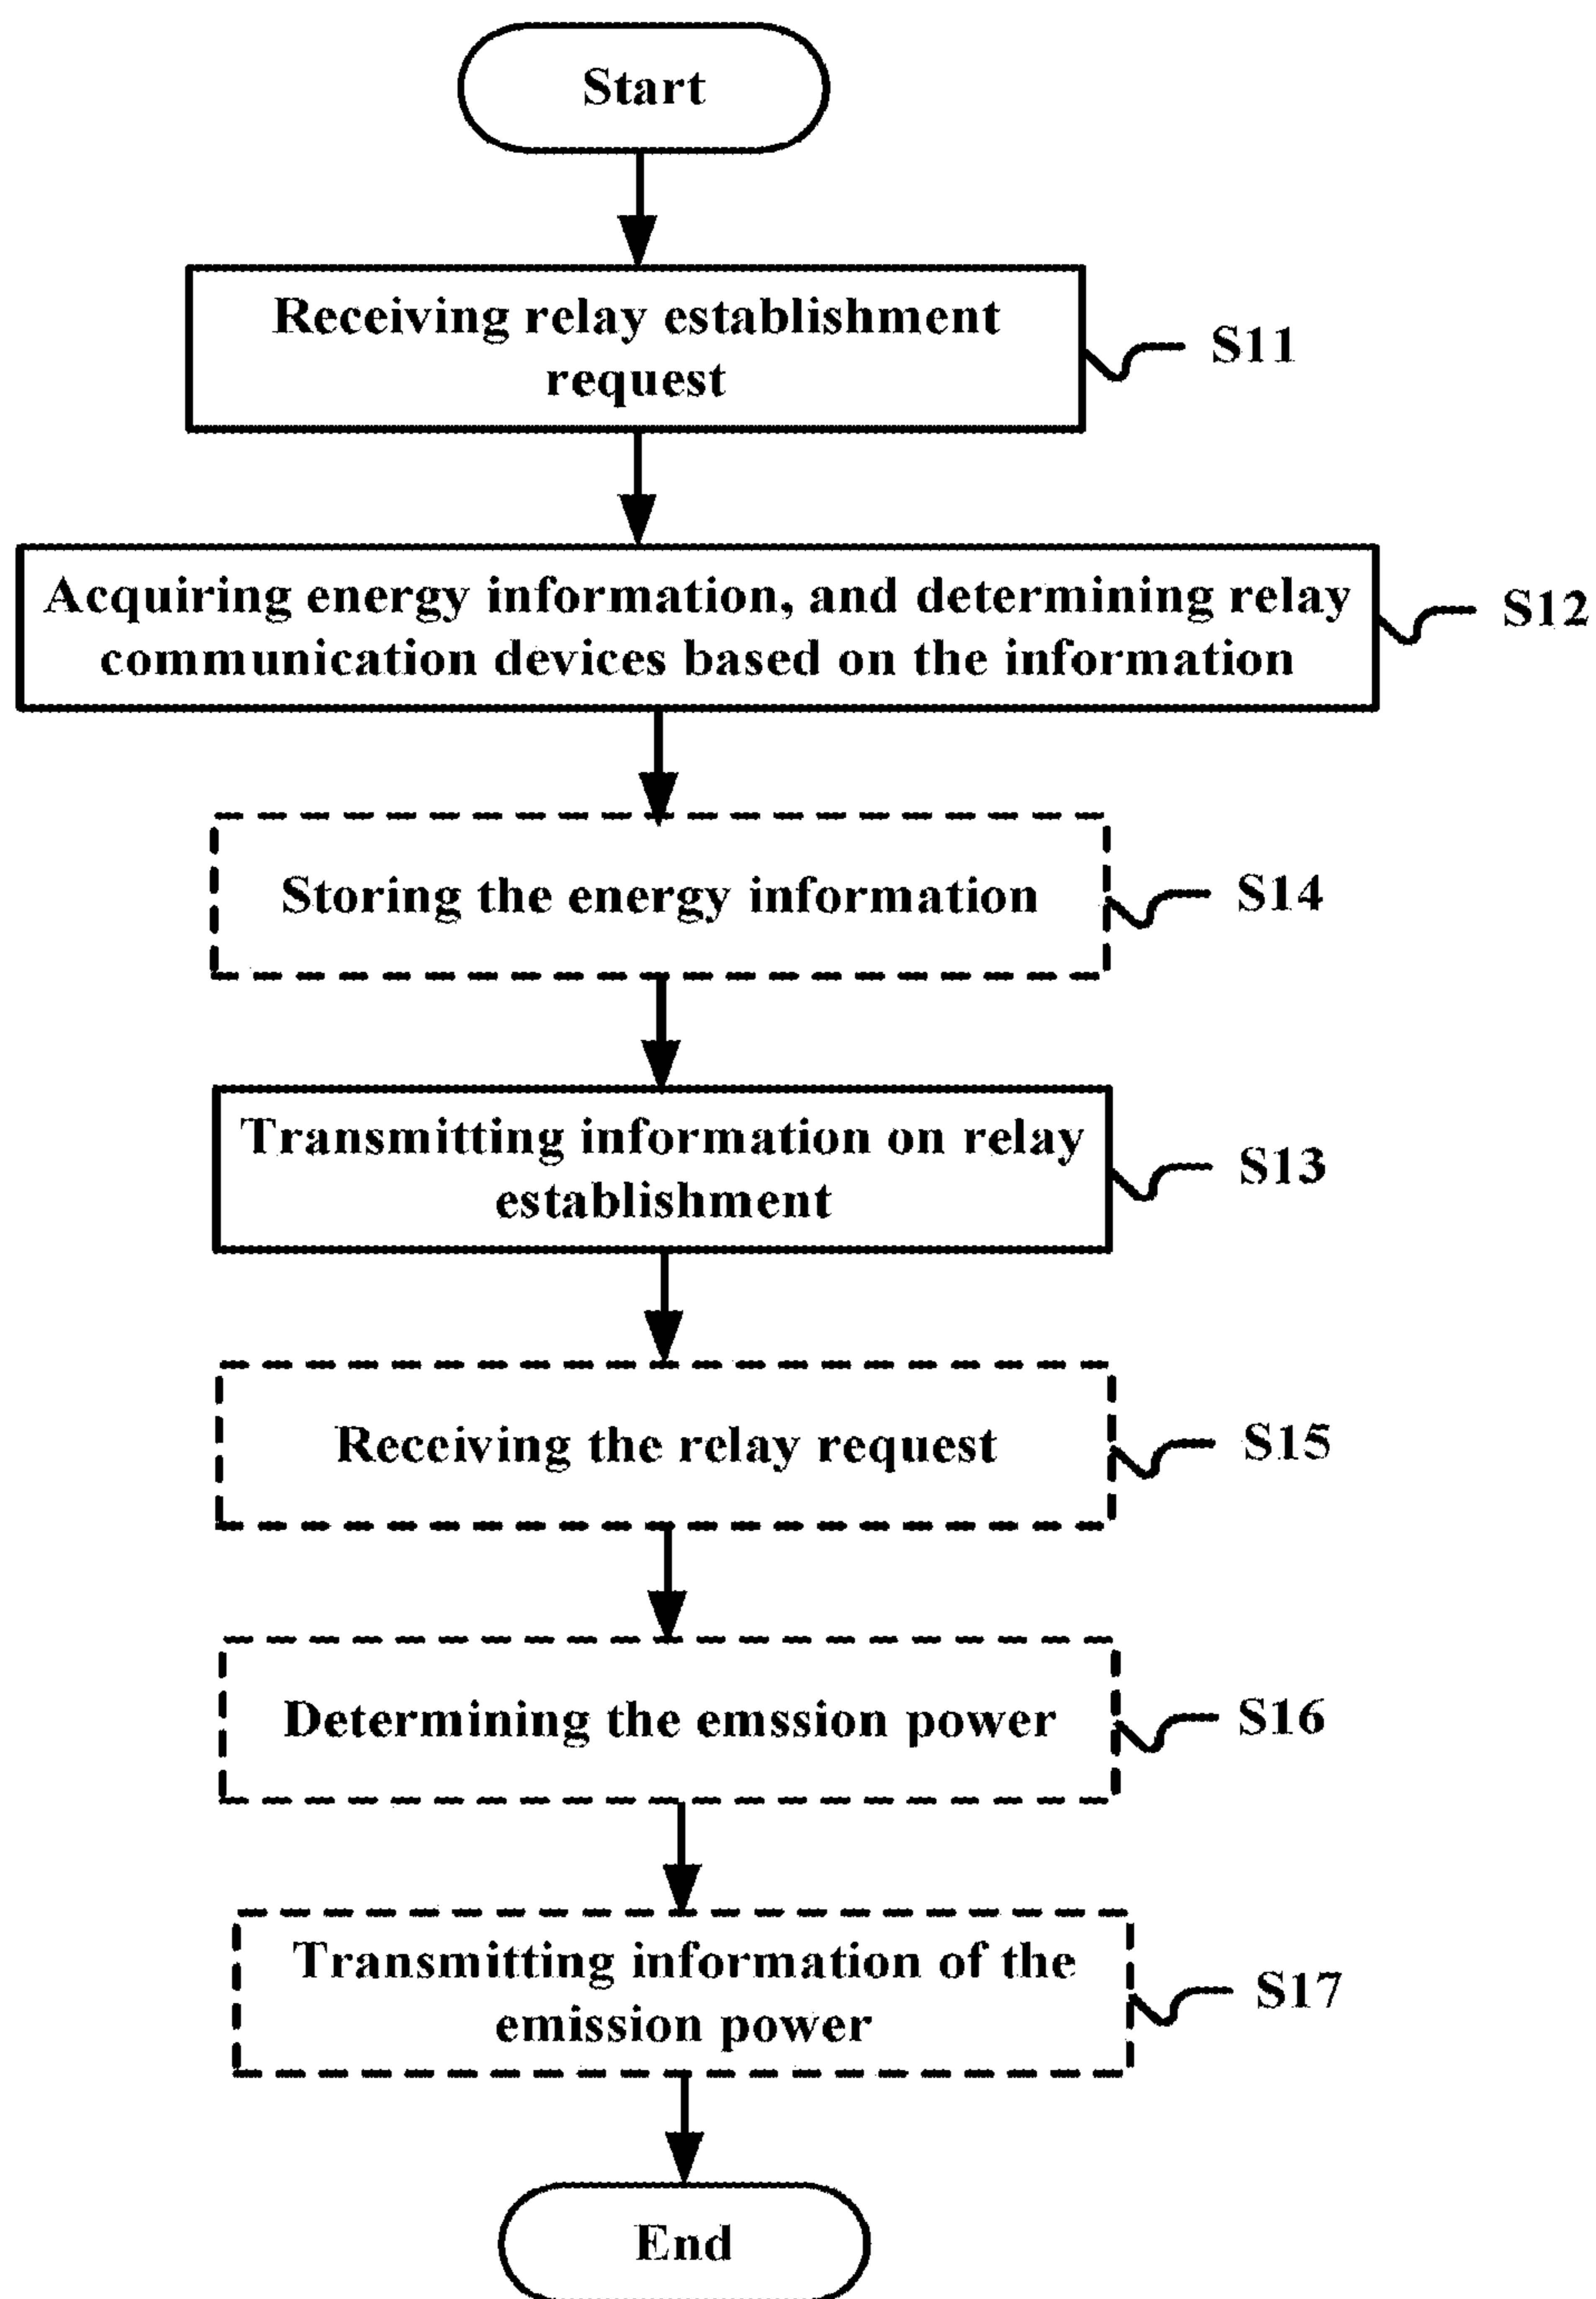 Start
Receiving relay establishment
request
S11
Acquiring energy information, and determining relay
communication devices based on the information
S12
Storing the energy information
S14
Transmitting information on relay
establishment
S13
Receiving the relay request
S15
Determining the emssion power
S16
Transmitting information of the
emission power
S17
End